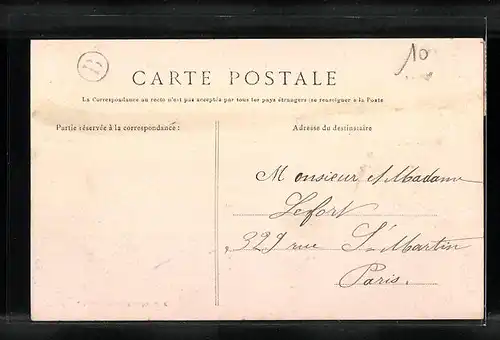 B
10
CARTE POSTALE
La Correspondance au recto n'est pas acceptée par tous les pays étrangers (se renseigner à la Poste
Partie réservée à la correspondance :
Adresse du destinataire
Monsieur et Madame
Lefort
329 rue St Martin
Paris.